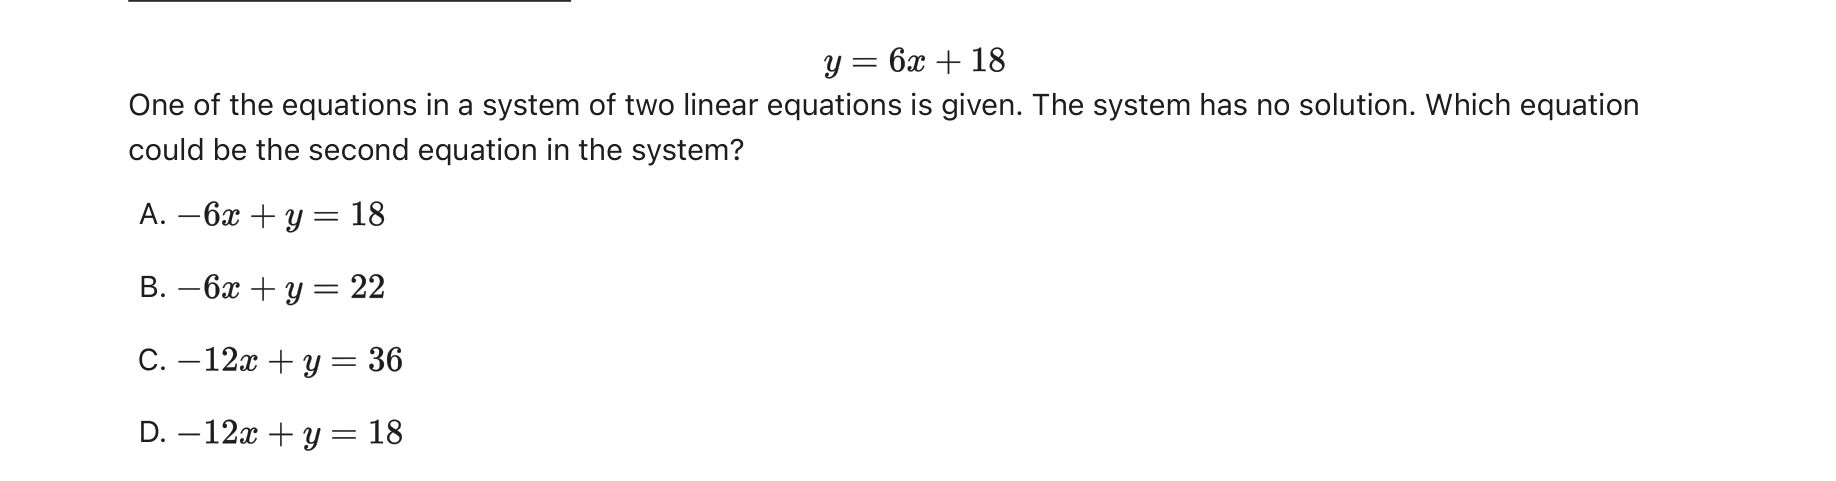 y = 6x + 18
One of the equations in a system of two linear equations is given. The system has no solution. Which equation
could be the second equation in the system?
A. −6x + y = 18
B. −6x + y = 22
C. −12x + y = 36
D. −12x + y = 18